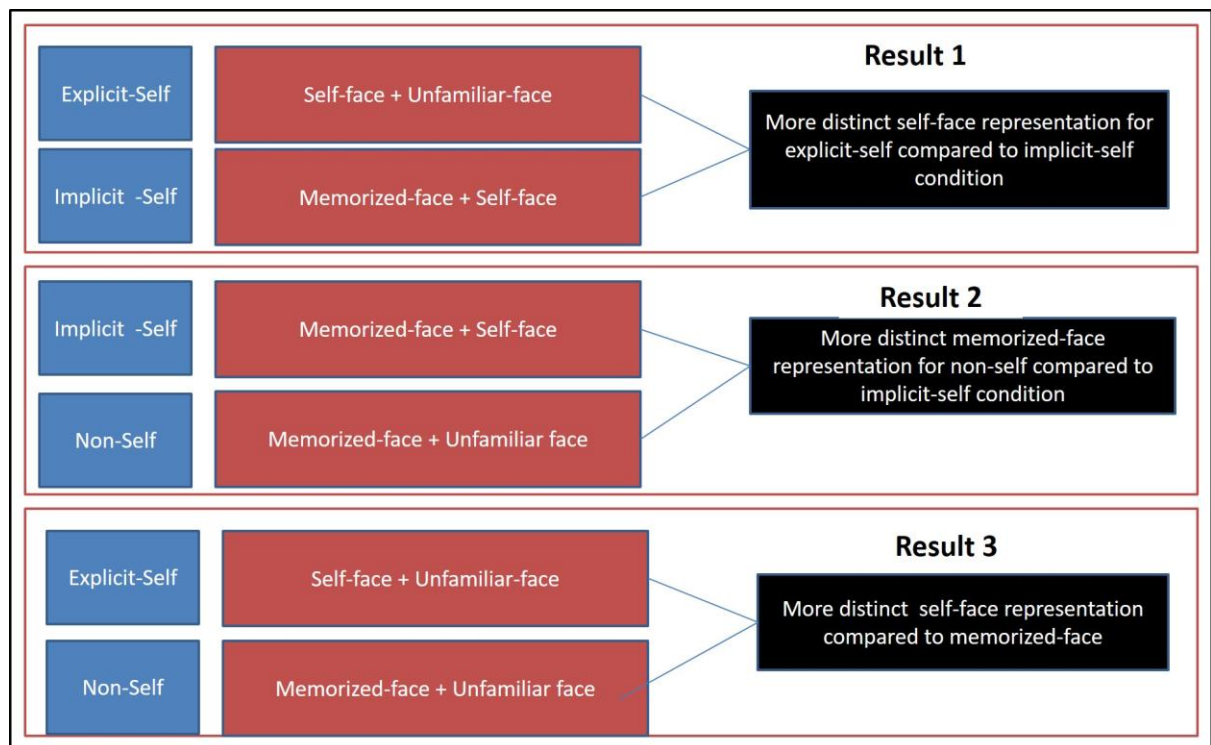 Result 1
Explicit-Self
Self-face + Unfamiliar-face
More distinct self-face representation for
explicit-self compared to implicit-self
condition
Implicit -Self
Memorized-face + Self-face
Result 2
Implicit -Self
Memorized-face + Self-face
More distinct memorized-face
representation for non-self compared to
implicit-self condition
Non-Self
Memorized-face + Unfamiliar face
Result 3
Explicit-Self
Self-face + Unfamiliar-face
More distinct self-face representation
compared to memorized-face
Non-Self
Memorized-face + Unfamiliar face